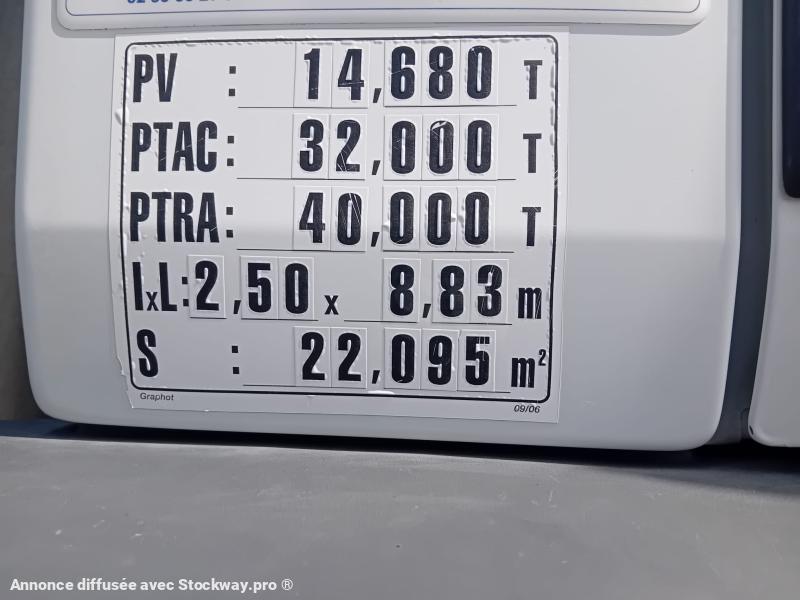 PV : 14,680 T
PTAC : 32,000 T
PTRA : 40,000 T
lxL : 2,50 x 8,83 m
S : 22,095 m²
Graphot 09/06
Annonce diffusée avec Stockway.pro ®